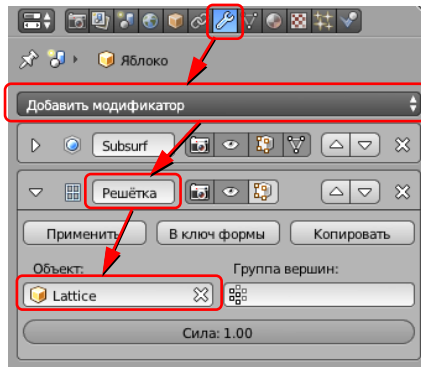 Яблоко
Добавить модификатор
Subsurf
Решётка
Применить В ключ формы Копировать
Объект: Группа вершин:
Lattice
Сила: 1.00